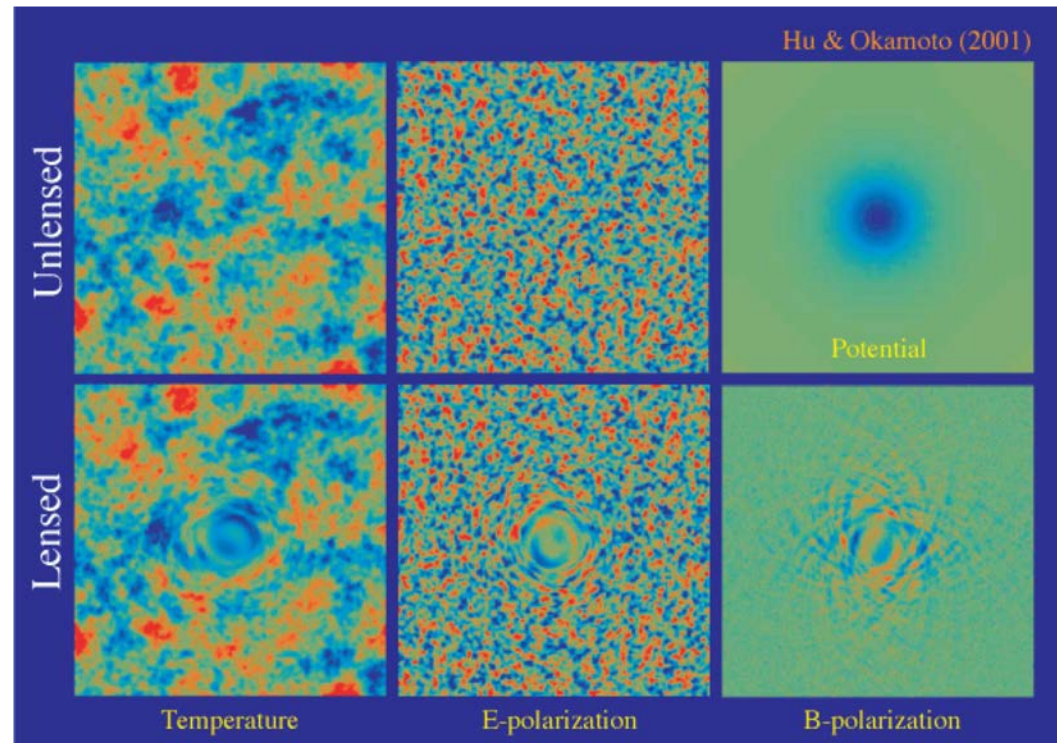 Hu & Okamoto (2001)
Unlensed
Potential
Lensed
Temperature
E-polarization
B-polarization